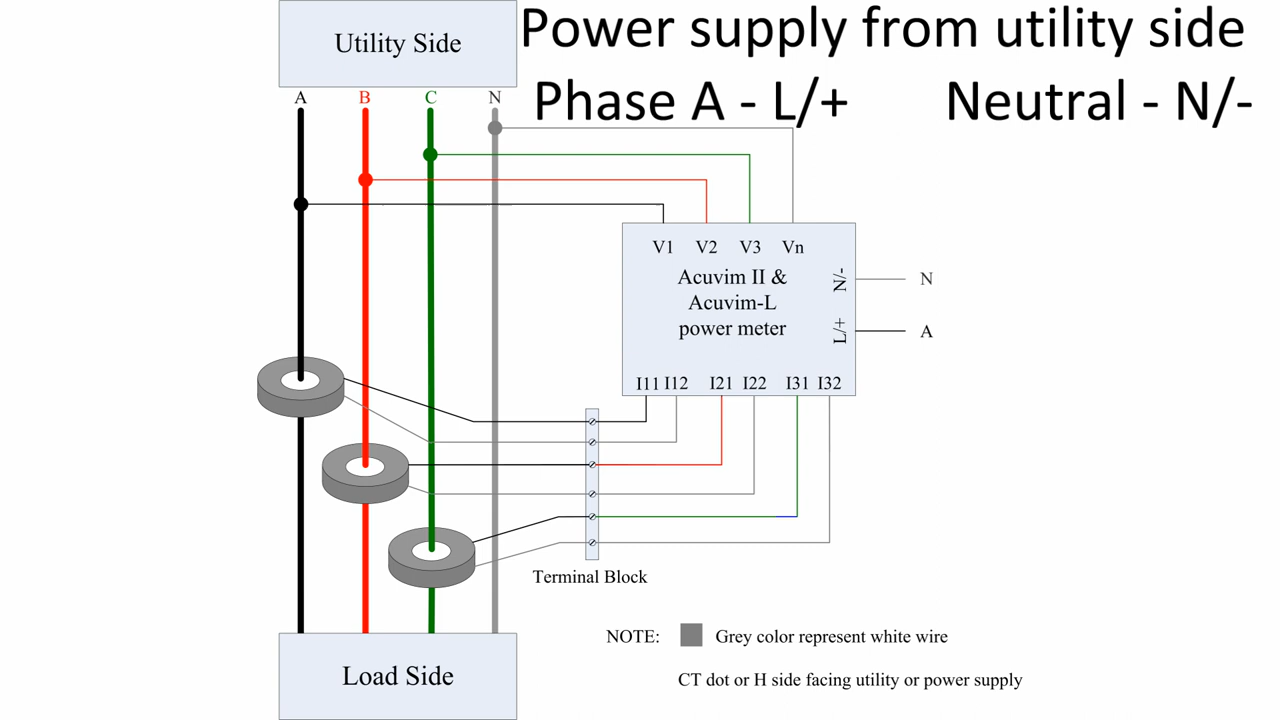 Utility Side
Power supply from utility side
Phase A - L/+ Neutral - N/-
A B C N
V1 V2 V3 Vn
Acuvim II &
Acuvim-L
power meter
N/-
N
L/+
A
I11 I12 I21 I22 I31 I32
Terminal Block
NOTE: Grey color represent white wire
Load Side
CT dot or H side facing utility or power supply